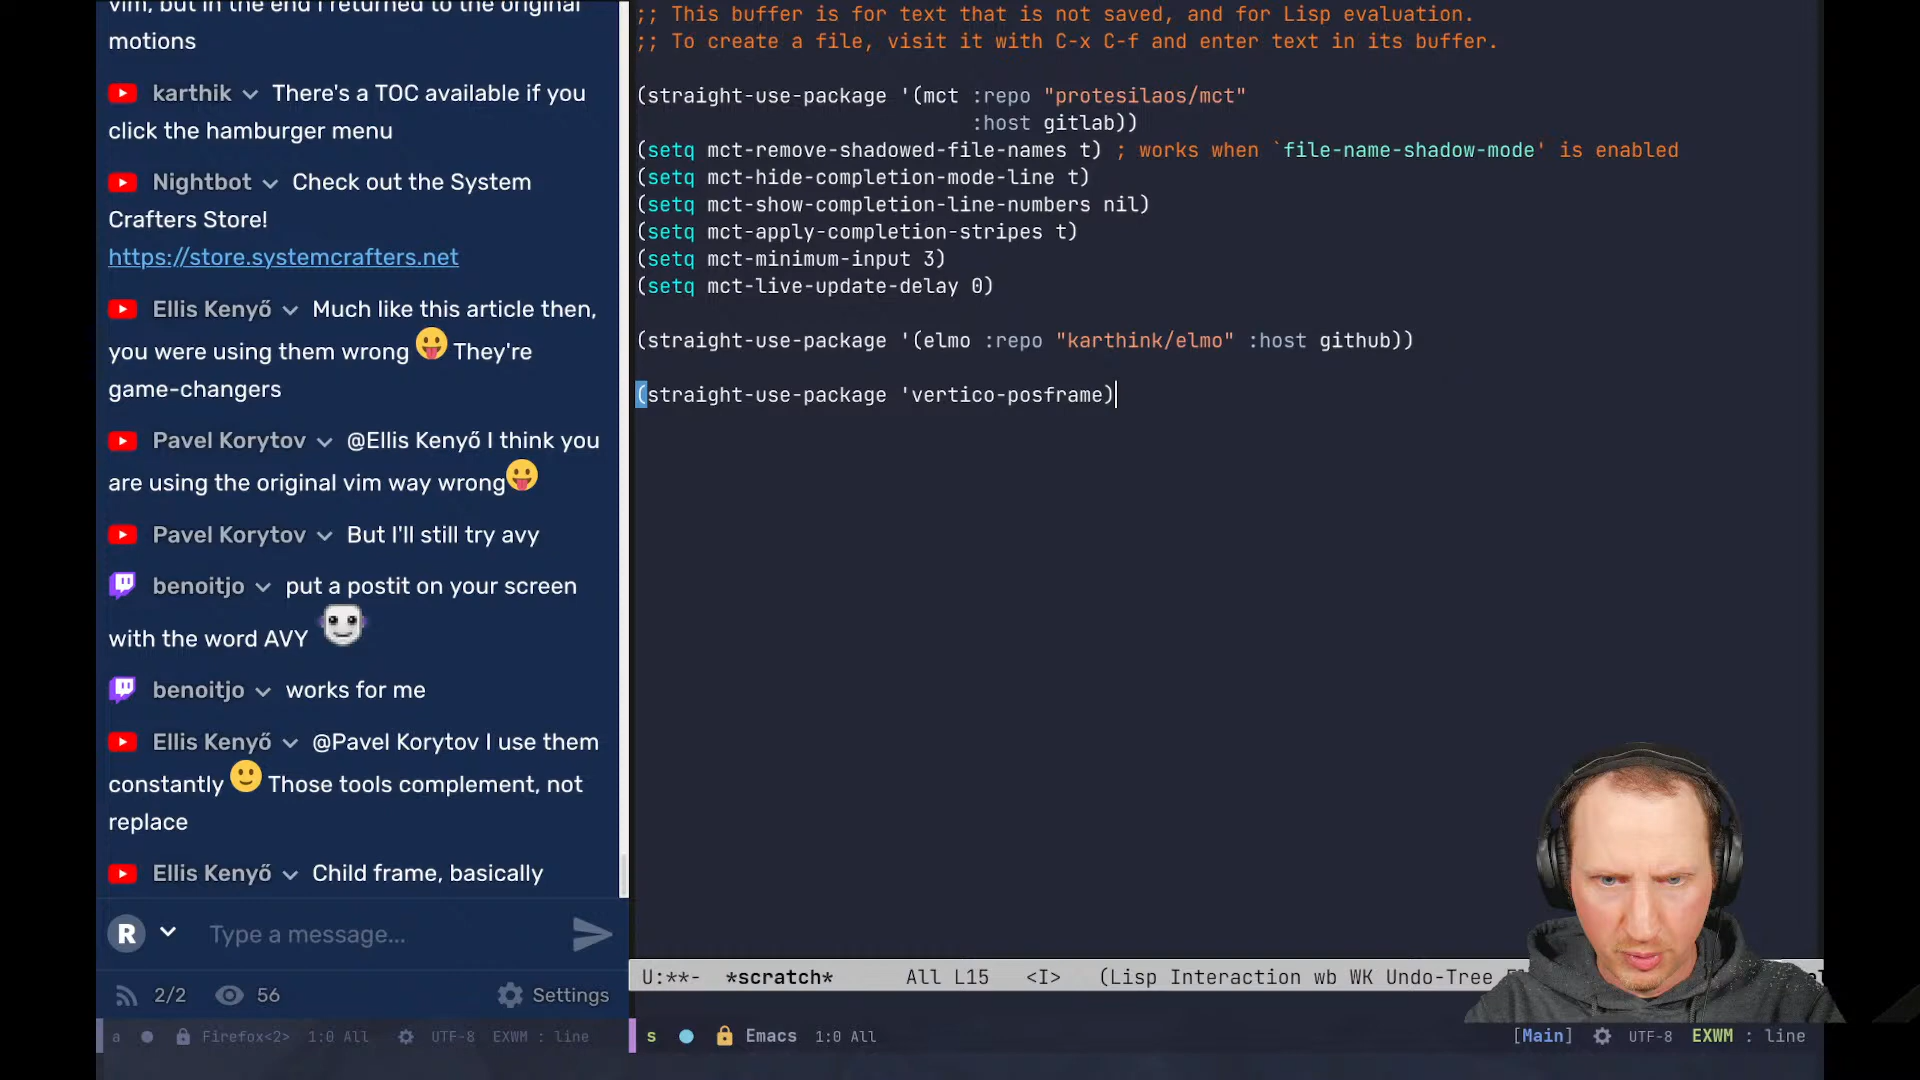 vim, but in the end I returned to the original
motions
karthik There's a TOC available if you
click the hamburger menu
Nightbot Check out the System
Crafters Store!
https://store.systemcrafters.net
Ellis Kenyő Much like this article then,
you were using them wrong They're
game-changers
Pavel Korytov @Ellis Kenyő I think you
are using the original vim way wrong
Pavel Korytov But I'll still try avy
benoitjo put a postit on your screen
with the word AVY
benoitjo works for me
Ellis Kenyő @Pavel Korytov I use them
constantly Those tools complement, not
replace
Ellis Kenyő Child frame, basically
R Type a message...
2/2 56 Settings
a Firefox<2> 1:0 All UTF-8 EXWM : line
;; This buffer is for text that is not saved, and for Lisp evaluation.
;; To create a file, visit it with C-x C-f and enter text in its buffer.
(straight-use-package '(mct :repo "protesilaos/mct"
:host gitlab))
(setq mct-remove-shadowed-file-names t) ; works when `file-name-shadow-mode' is enabled
(setq mct-hide-completion-mode-line t)
(setq mct-show-completion-line-numbers nil)
(setq mct-apply-completion-stripes t)
(setq mct-minimum-input 3)
(setq mct-live-update-delay 0)
(straight-use-package '(elmo :repo "karthink/elmo" :host github))
(straight-use-package 'vertico-posframe)
U:**- *scratch* All L15 <I> (Lisp Interaction wb WK Undo-Tree
s Emacs 1:0 All [Main] UTF-8 EXWM : line